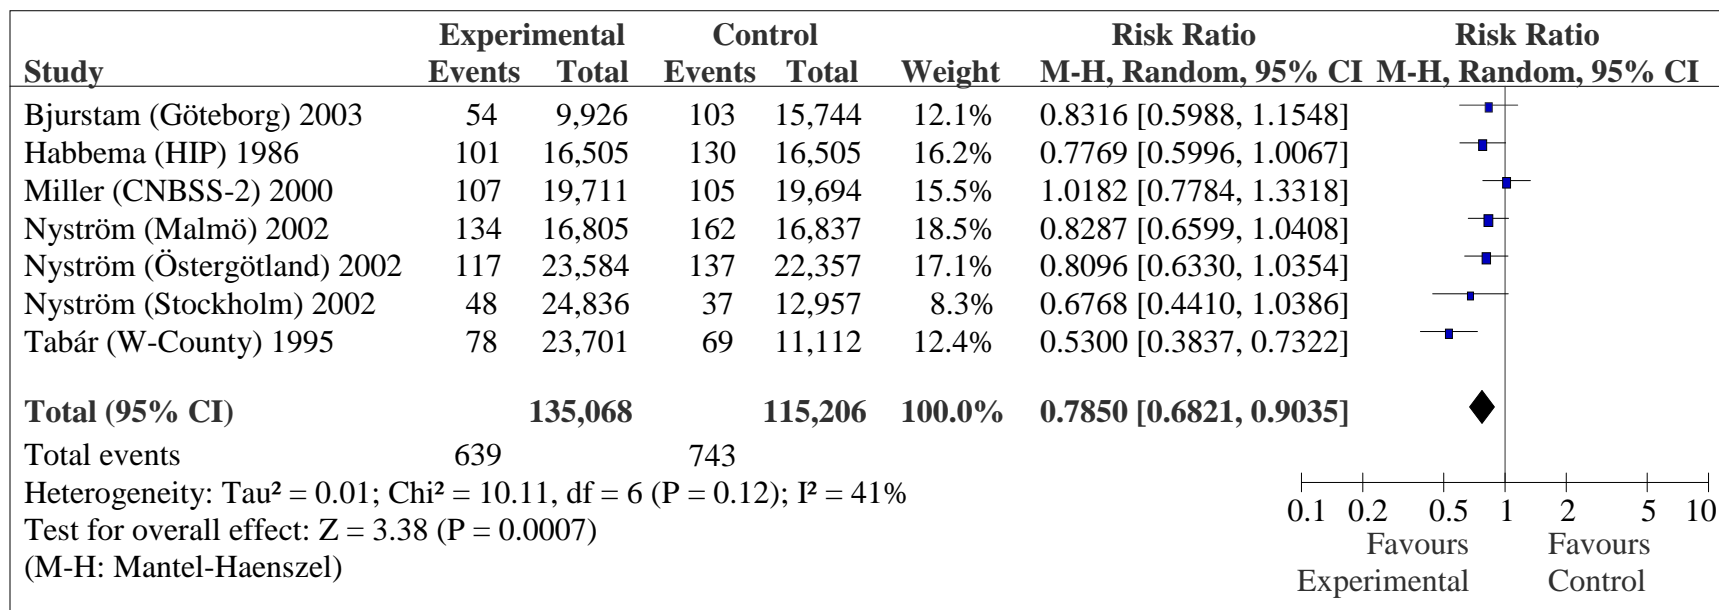 Experimental Control Risk Ratio Risk Ratio
Study Events Total Events Total Weight M-H, Random, 95% CI M-H, Random, 95% CI
Bjurstam (Göteborg) 2003 54 9,926 103 15,744 12.1% 0.8316 [0.5988, 1.1548]
Habbema (HIP) 1986 101 16,505 130 16,505 16.2% 0.7769 [0.5996, 1.0067]
Miller (CNBSS-2) 2000 107 19,711 105 19,694 15.5% 1.0182 [0.7784, 1.3318]
Nyström (Malmö) 2002 134 16,805 162 16,837 18.5% 0.8287 [0.6599, 1.0408]
Nyström (Östergötland) 2002 117 23,584 137 22,357 17.1% 0.8096 [0.6330, 1.0354]
Nyström (Stockholm) 2002 48 24,836 37 12,957 8.3% 0.6768 [0.4410, 1.0386]
Tabár (W-County) 1995 78 23,701 69 11,112 12.4% 0.5300 [0.3837, 0.7322]
Total (95% CI) 135,068 115,206 100.0% 0.7850 [0.6821, 0.9035]
Total events 639 743
Heterogeneity: Tau² = 0.01; Chi² = 10.11, df = 6 (P = 0.12); I² = 41%
Test for overall effect: Z = 3.38 (P = 0.0007)
(M-H: Mantel-Haenszel)
0.1 0.2 0.5 1 2 5 10
Favours Favours
Experimental Control